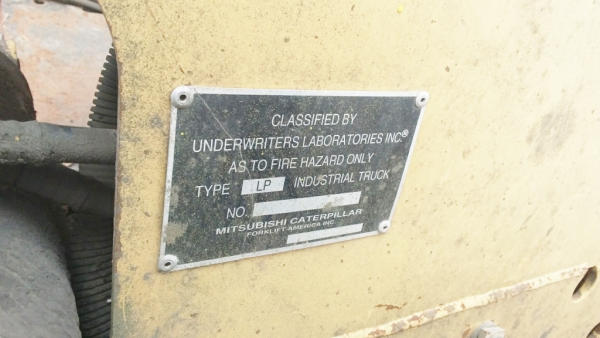 CLASSIFIED BY
UNDERWRITERS LABORATORIES INC.®
AS TO FIRE HAZARD ONLY
TYPE LP INDUSTRIAL TRUCK
NO.
MITSUBISHI CATERPILLAR
FORKLIFT AMERICA INC.